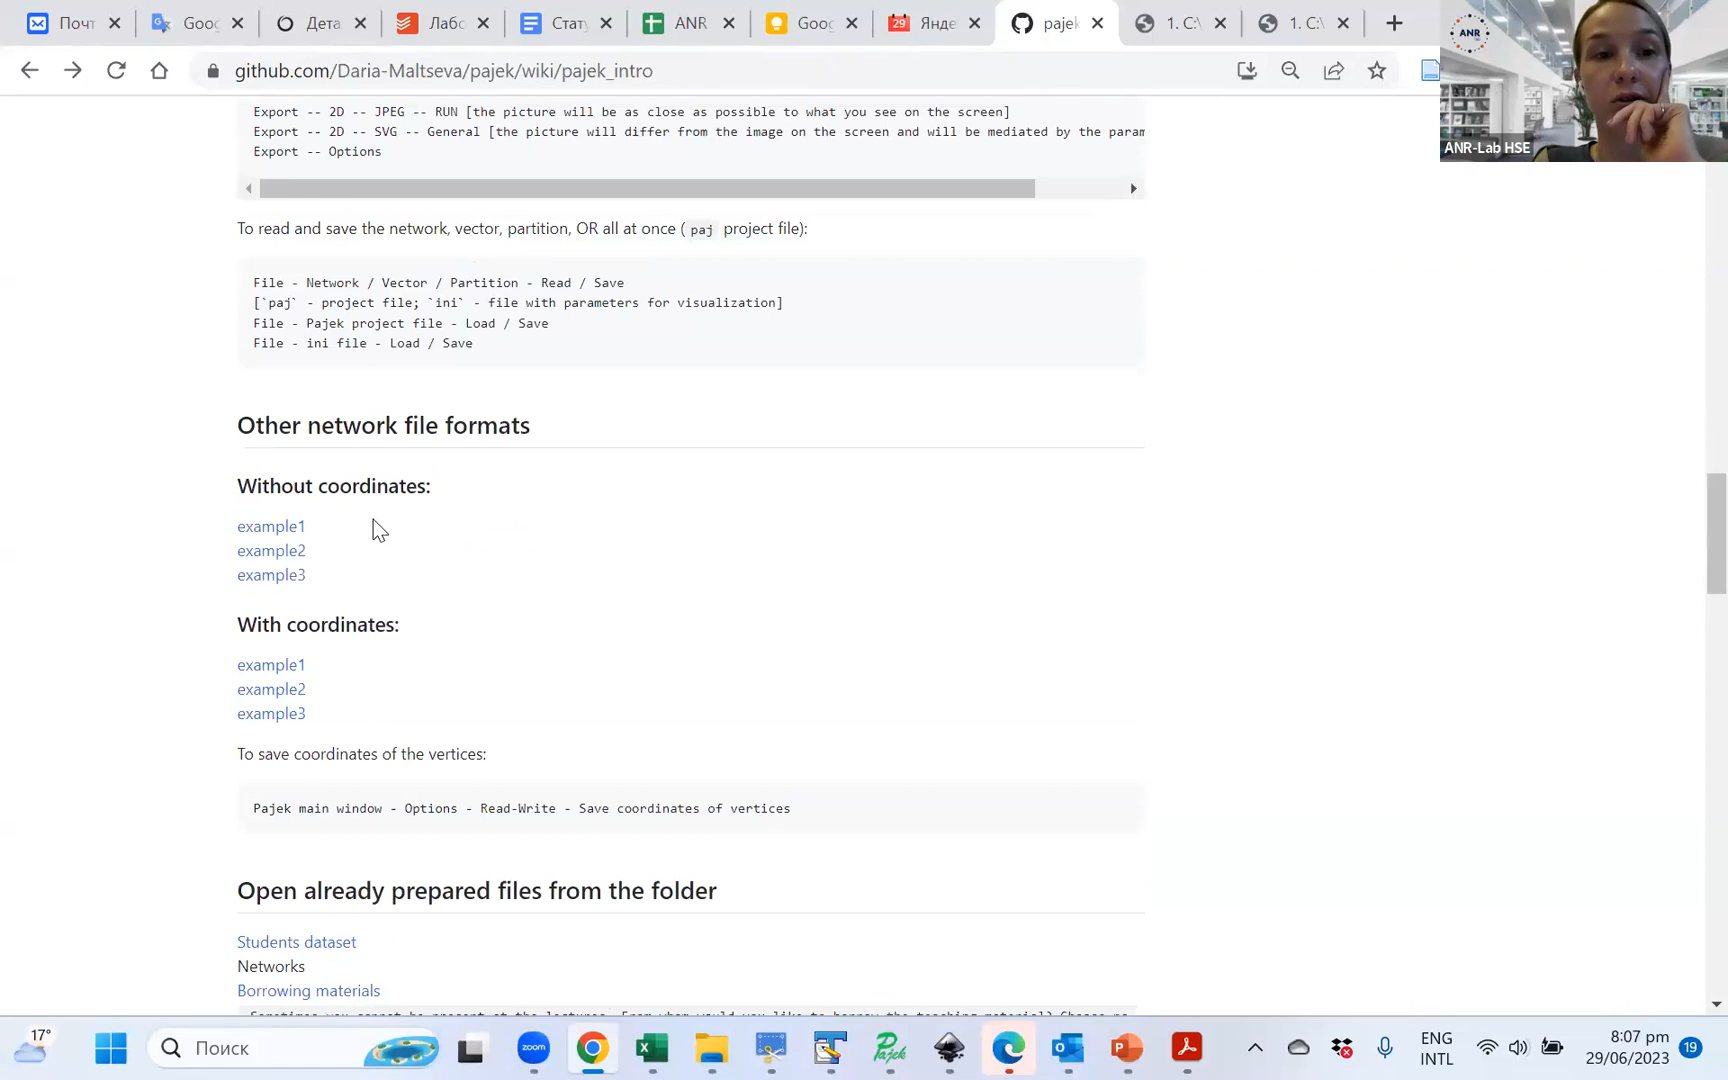 Почт
Goog
Дета
Лабо
Стату
ANR
Goog
29
Янде
pajek
1. C:\
1. C:\
github.com/Daria-Maltseva/pajek/wiki/pajek_intro
ANR
ANR-Lab HSE
Export -- 2D -- JPEG -- RUN [the picture will be as close as possible to what you see on the screen]
Export -- 2D -- SVG -- General [the picture will differ from the image on the screen and will be mediated by the param
Export -- Options
To read and save the network, vector, partition, OR all at once ( paj project file):
File - Network / Vector / Partition - Read / Save
[`paj` - project file; `ini` - file with parameters for visualization]
File - Pajek project file - Load / Save
File - ini file - Load / Save
Other network file formats
Without coordinates:
example1
example2
example3
With coordinates:
example1
example2
example3
To save coordinates of the vertices:
Pajek main window - Options - Read-Write - Save coordinates of vertices
Open already prepared files from the folder
Students dataset
Networks
Borrowing materials
17°
Поиск
zoom
Pajek
ENG
INTL
8:07 pm
29/06/2023
19